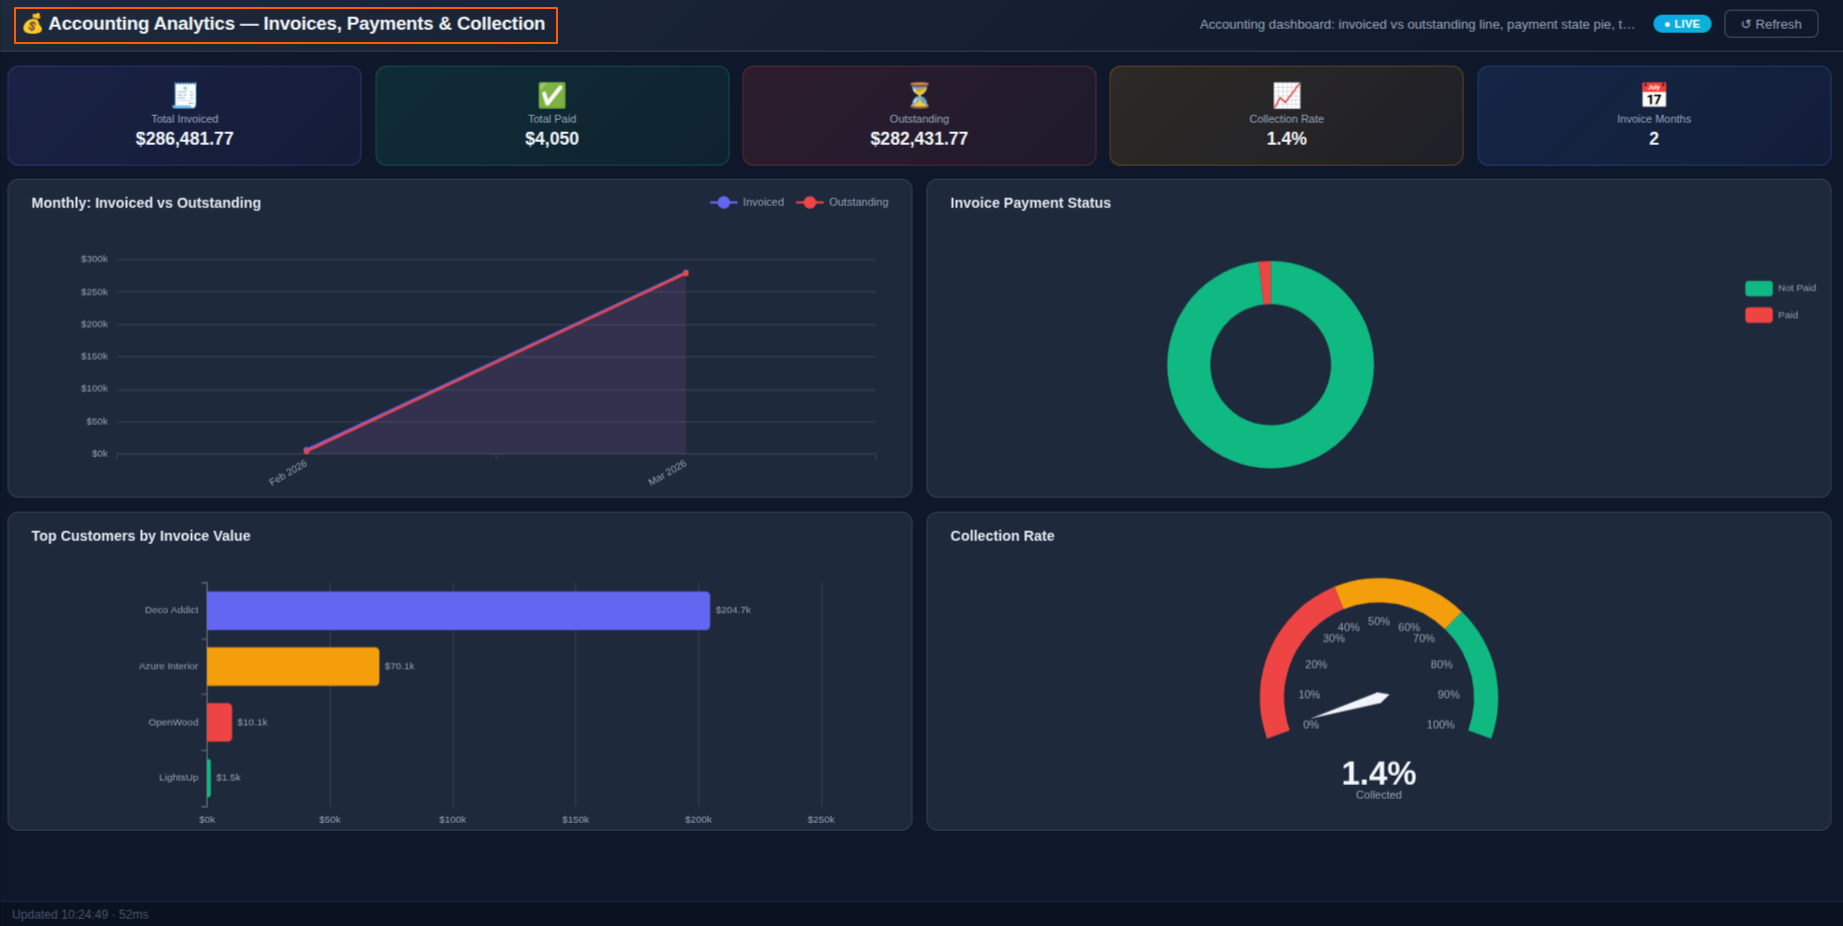 💰 Accounting Analytics — Invoices, Payments & Collection
Accounting dashboard: invoiced vs outstanding line, payment state pie, t...
● LIVE
↺ Refresh
Total Invoiced
$286,481.77
Total Paid
$4,050
Outstanding
$282,431.77
Collection Rate
1.4%
July
17
Invoice Months
2
Monthly: Invoiced vs Outstanding
Invoiced
Outstanding
$300k
$250k
$200k
$150k
$100k
$50k
$0k
Feb 2026
Mar 2026
Invoice Payment Status
Not Paid
Paid
Top Customers by Invoice Value
Deco Addict
$204.7k
Azure Interior
$70.1k
OpenWood
$10.1k
LightsUp
$1.5k
$0k
$50k
$100k
$150k
$200k
$250k
Collection Rate
0%
10%
20%
30%
40%
50%
60%
70%
80%
90%
100%
1.4%
Collected
Updated 10:24:49 · 52ms